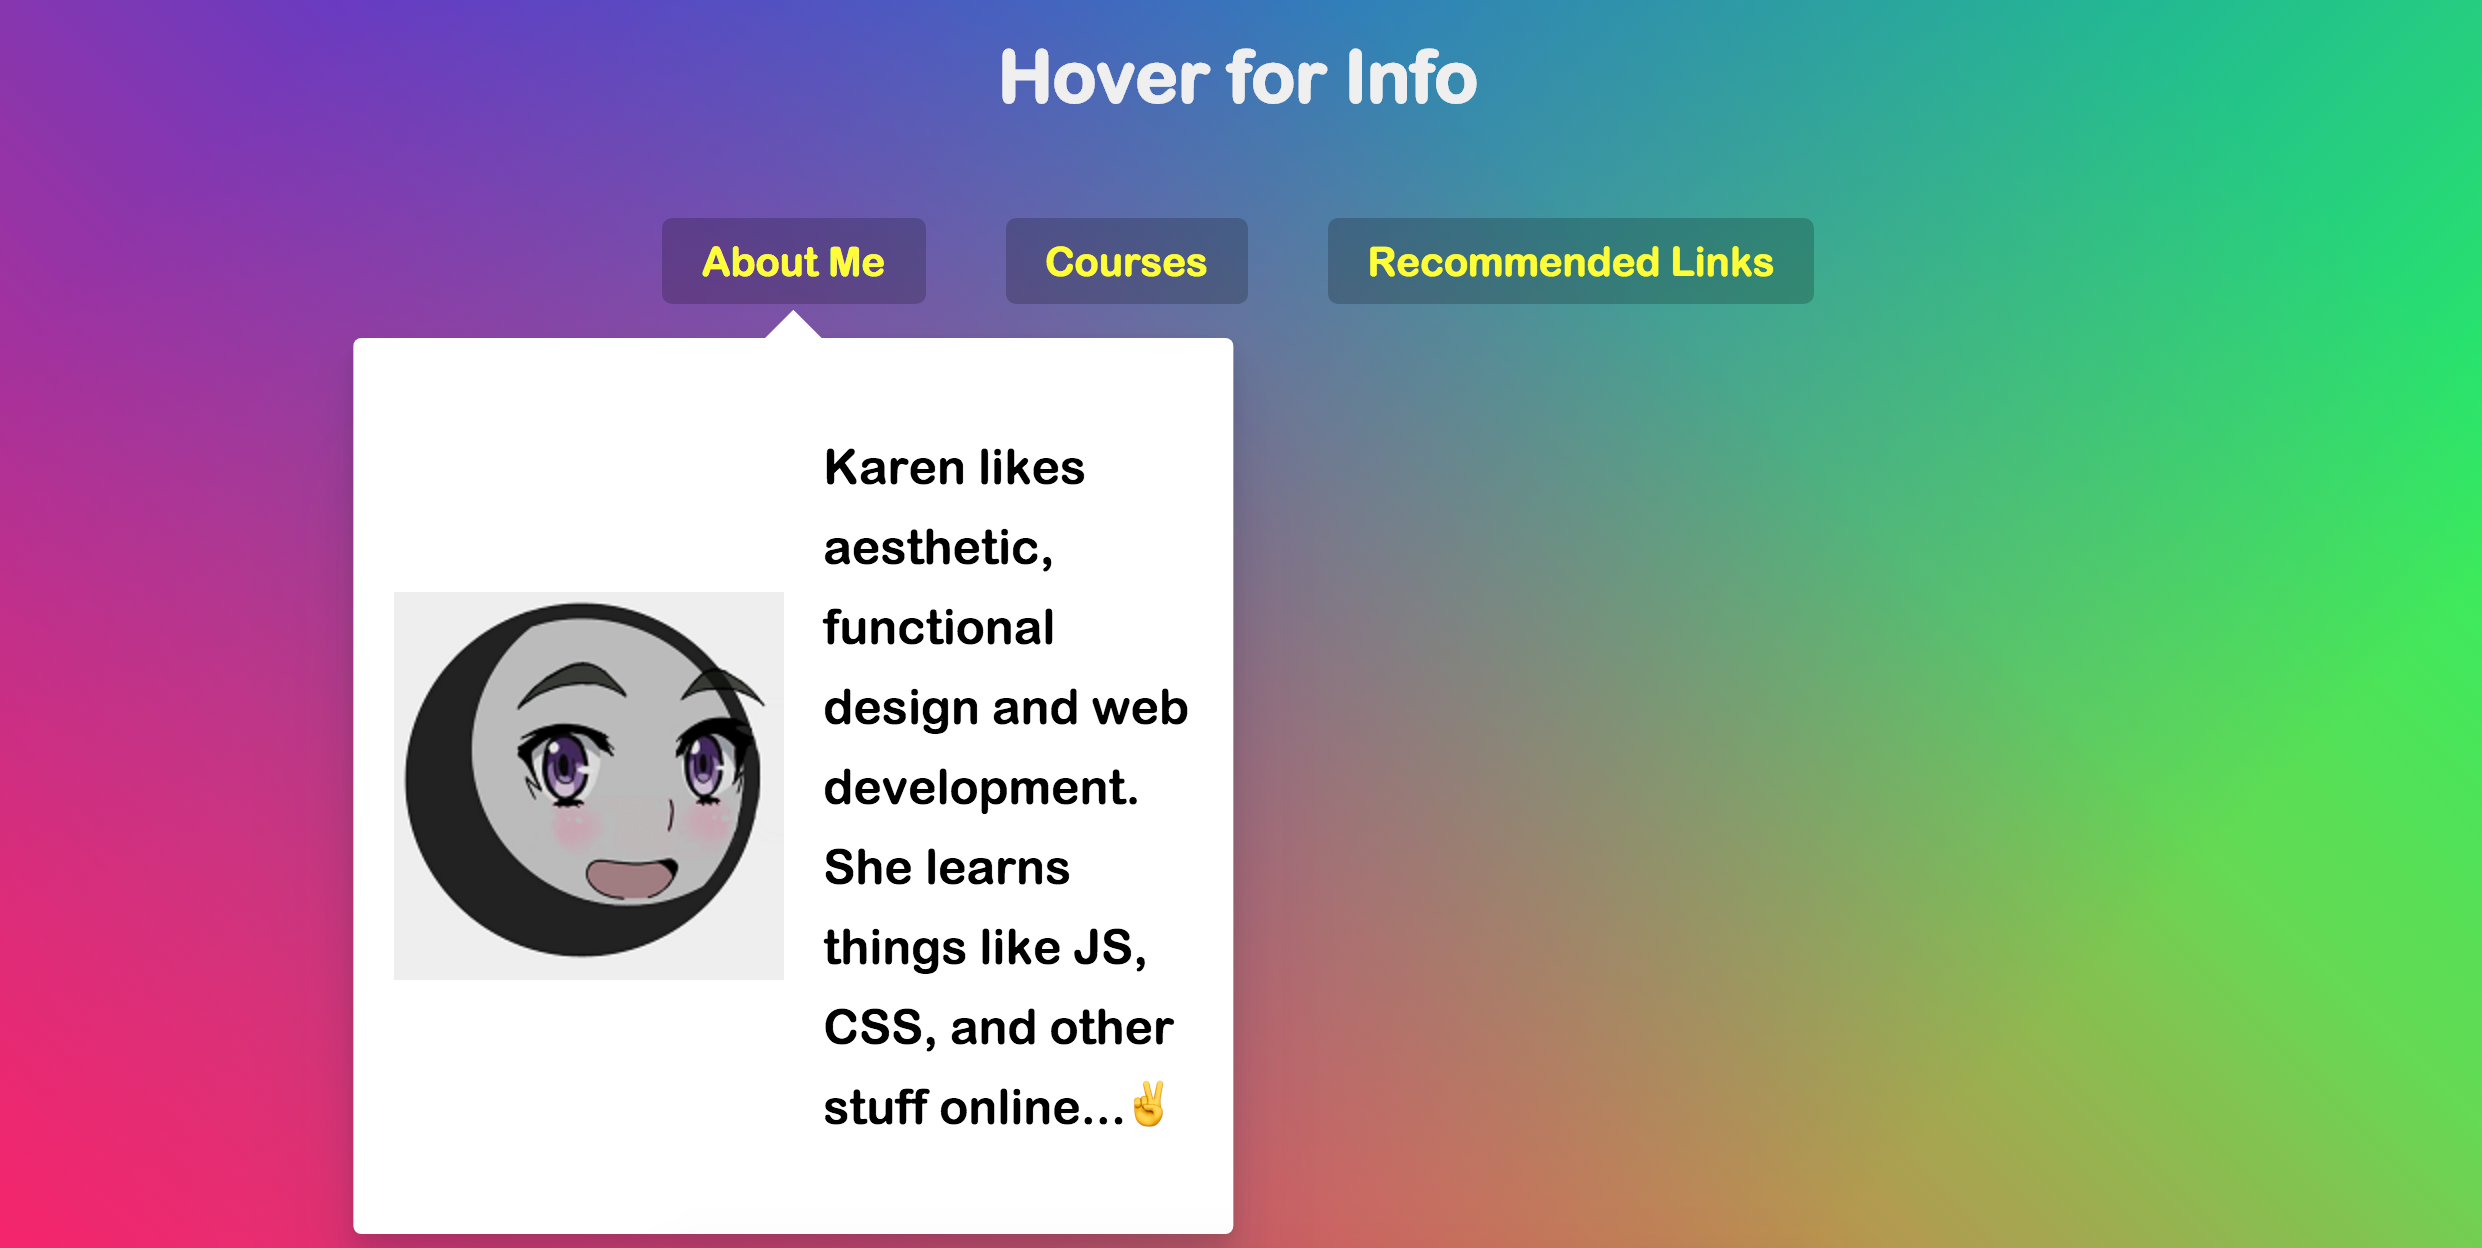 Hover for Info
About Me
Courses
Recommended Links
Karen likes
aesthetic,
functional
design and web
development.
She learns
things like JS,
CSS, and other
stuff online...✌️